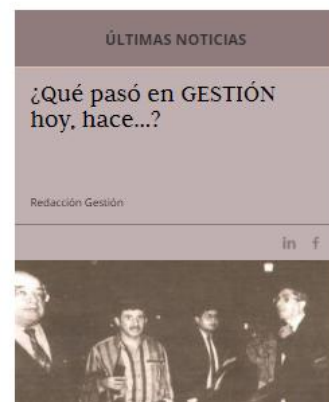 ÚLTIMAS NOTICIAS
¿Qué pasó en GESTIÓN
hoy, hace...?
Redacción Gestión
in f